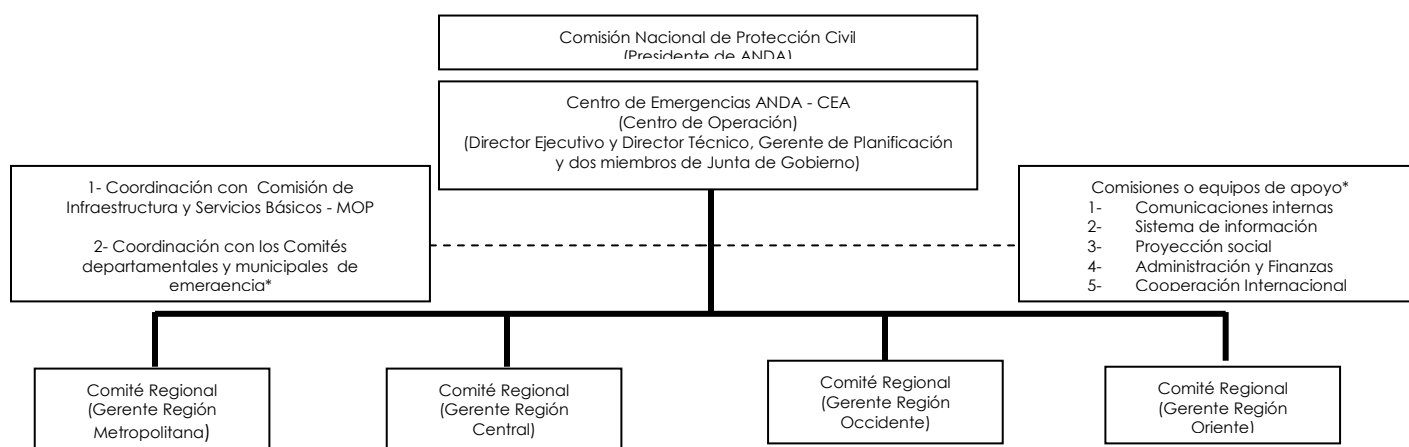 Comisión Nacional de Protección Civil
(Presidente de ANDA)
Centro de Emergencias ANDA - CEA
(Centro de Operación)
(Director Ejecutivo y Director Técnico, Gerente de Planificación
y dos miembros de Junta de Gobierno)
1- Coordinación con Comisión de
Infraestructura y Servicios Básicos - MOP
2- Coordinación con los Comités
departamentales y municipales de
emergencia*
Comisiones o equipos de apoyo*
1- Comunicaciones internas
2- Sistema de información
3- Proyección social
4- Administración y Finanzas
5- Cooperación Internacional
Comité Regional
(Gerente Región
Metropolitana)
Comité Regional
(Gerente Región
Central)
Comité Regional
(Gerente Región
Occidente)
Comité Regional
(Gerente Región
Oriente)